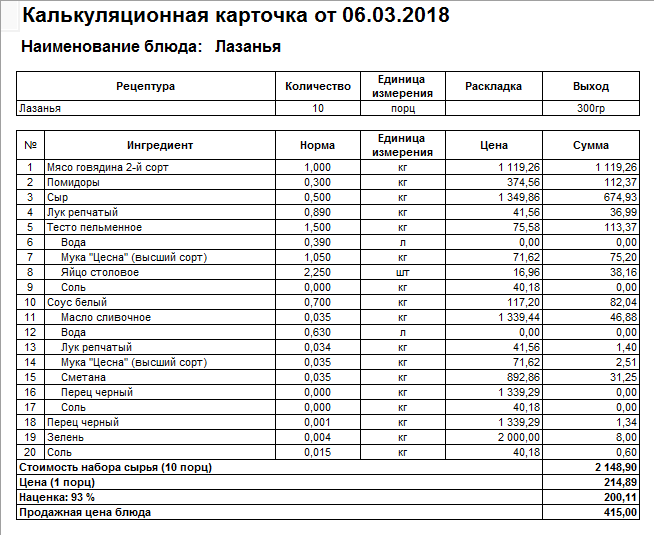 Калькуляционная карточка от 06.03.2018
Наименование блюда: Лазанья
Рецептура Количество Единица измерения Раскладка Выход
Лазанья 10 порц 300гр
№ Ингредиент Норма Единица измерения Цена Сумма
1 Мясо говядина 2-й сорт 1,000 кг 1 119,26 1 119,26
2 Помидоры 0,300 кг 374,56 112,37
3 Сыр 0,500 кг 1 349,86 674,93
4 Лук репчатый 0,890 кг 41,56 36,99
5 Тесто пельменное 1,500 кг 75,58 113,37
6 Вода 0,390 л 0,00 0,00
7 Мука "Цесна" (высший сорт) 1,050 кг 71,62 75,20
8 Яйцо столовое 2,250 шт 16,96 38,16
9 Соль 0,000 кг 40,18 0,00
10 Соус белый 0,700 кг 117,20 82,04
11 Масло сливочное 0,035 кг 1 339,44 46,88
12 Вода 0,630 л 0,00 0,00
13 Лук репчатый 0,034 кг 41,56 1,40
14 Мука "Цесна" (высший сорт) 0,035 кг 71,62 2,51
15 Сметана 0,035 кг 892,86 31,25
16 Перец черный 0,000 кг 1 339,29 0,00
17 Соль 0,000 кг 40,18 0,00
18 Перец черный 0,001 кг 1 339,29 1,34
19 Зелень 0,004 кг 2 000,00 8,00
20 Соль 0,015 кг 40,18 0,60
Стоимость набора сырья (10 порц) 2 148,90
Цена (1 порц) 214,89
Наценка: 93 % 200,11
Продажная цена блюда 415,00